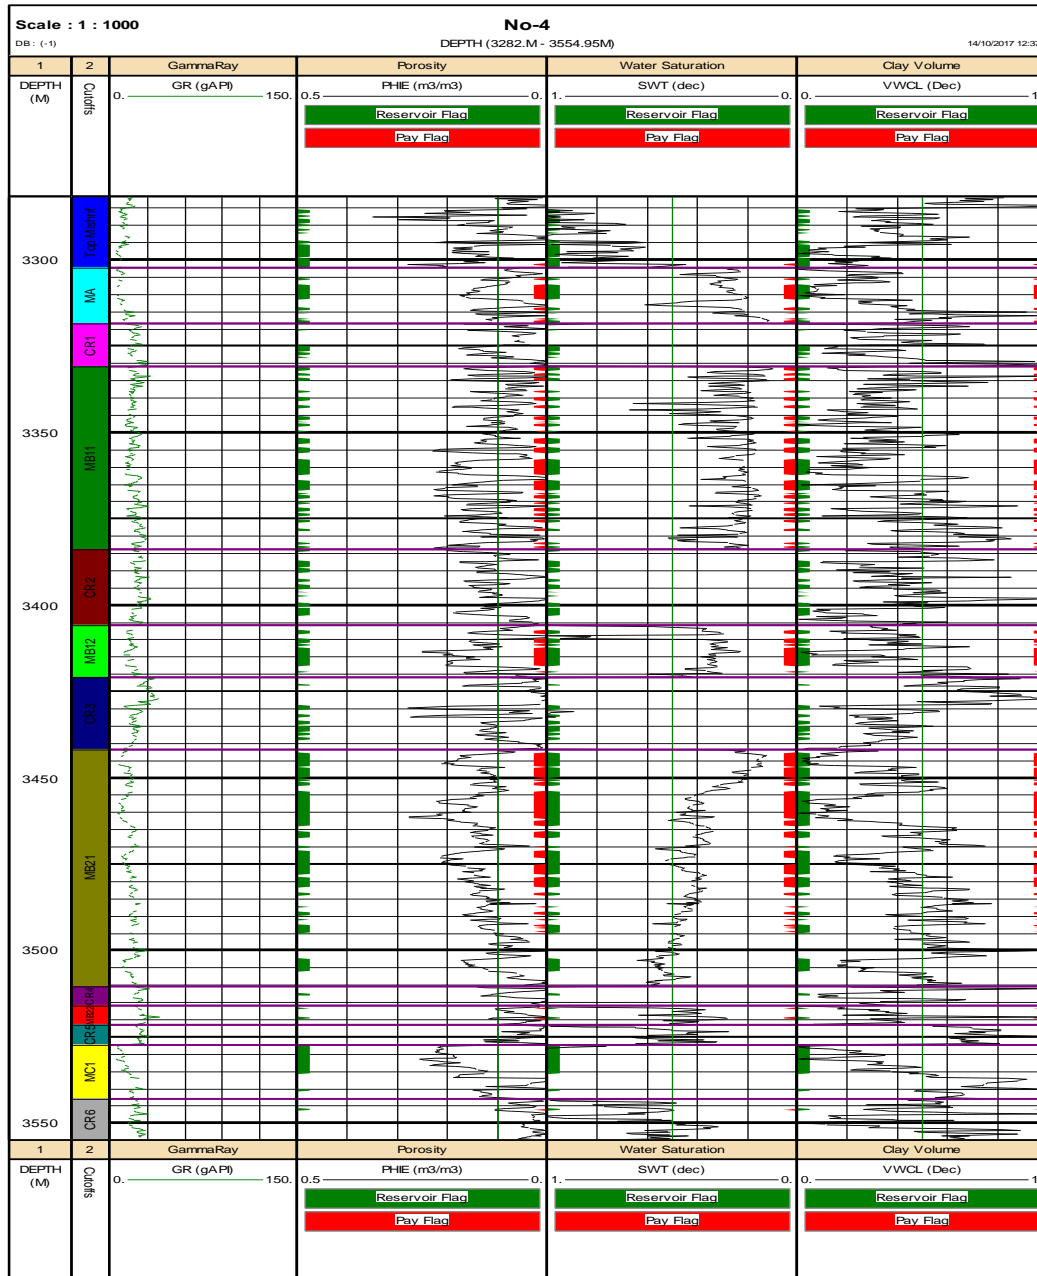 Scale : 1 : 1000 No-4
DB : (-1) DEPTH (3282.M - 3554.95M) 14/10/2017 12:37
1 2 GammaRay Porosity Water Saturation Clay Volume
DEPTH (M) Cutoffs 0. GR (gAPI) 150. 0.5 PHIE (m3/m3) 0. 1. SWT (dec) 0. 0. VWCL (Dec) 1
Reservoir Flag Reservoir Flag Reservoir Flag
Pay Flag Pay Flag Pay Flag
Top Mishrif
3300
MA
CR1
3350
MB11
CR2
3400
MB12
CR3
3450
MB21
3500
CR4
MB22
CR5
MC1
CR6
3550
1 2 GammaRay Porosity Water Saturation Clay Volume
DEPTH (M) Cutoffs 0. GR (gAPI) 150. 0.5 PHIE (m3/m3) 0. 1. SWT (dec) 0. 0. VWCL (Dec) 1
Reservoir Flag Reservoir Flag Reservoir Flag
Pay Flag Pay Flag Pay Flag